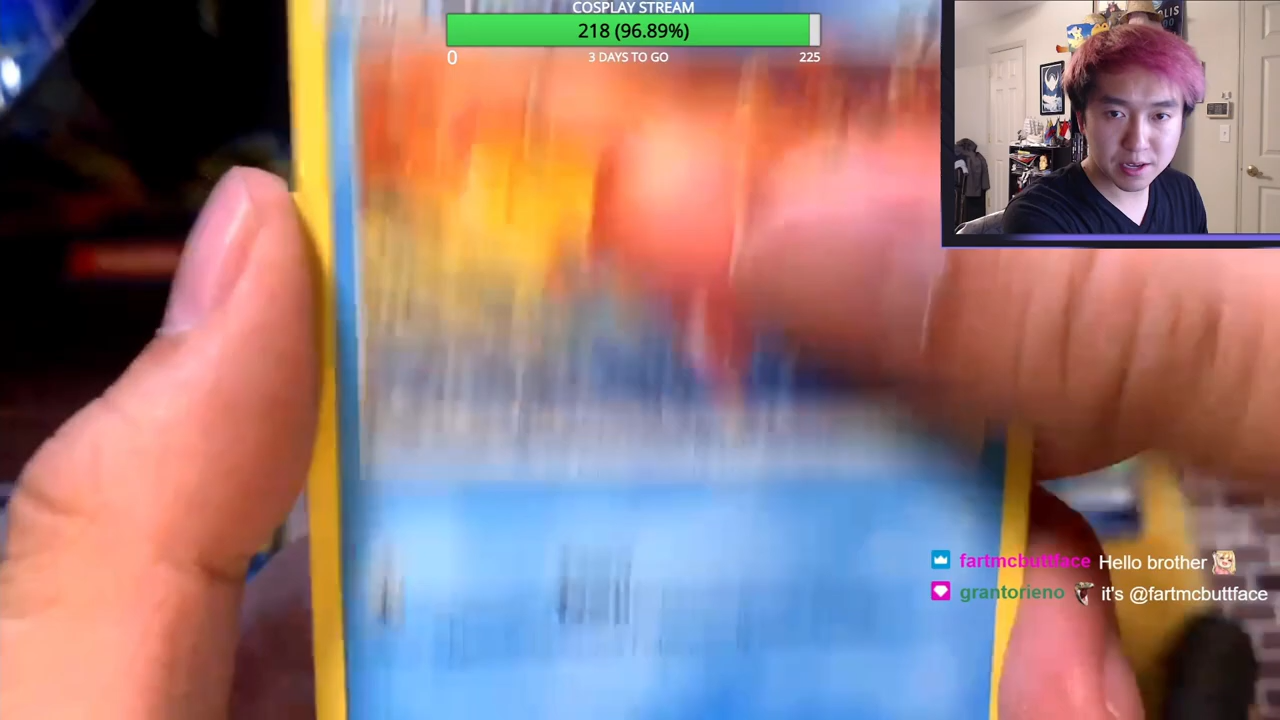 COSPLAY STREAM
218 (96.89%)
0 3 DAYS TO GO 225
fartmcbuttface Hello brother
grantorieno it's @fartmcbuttface